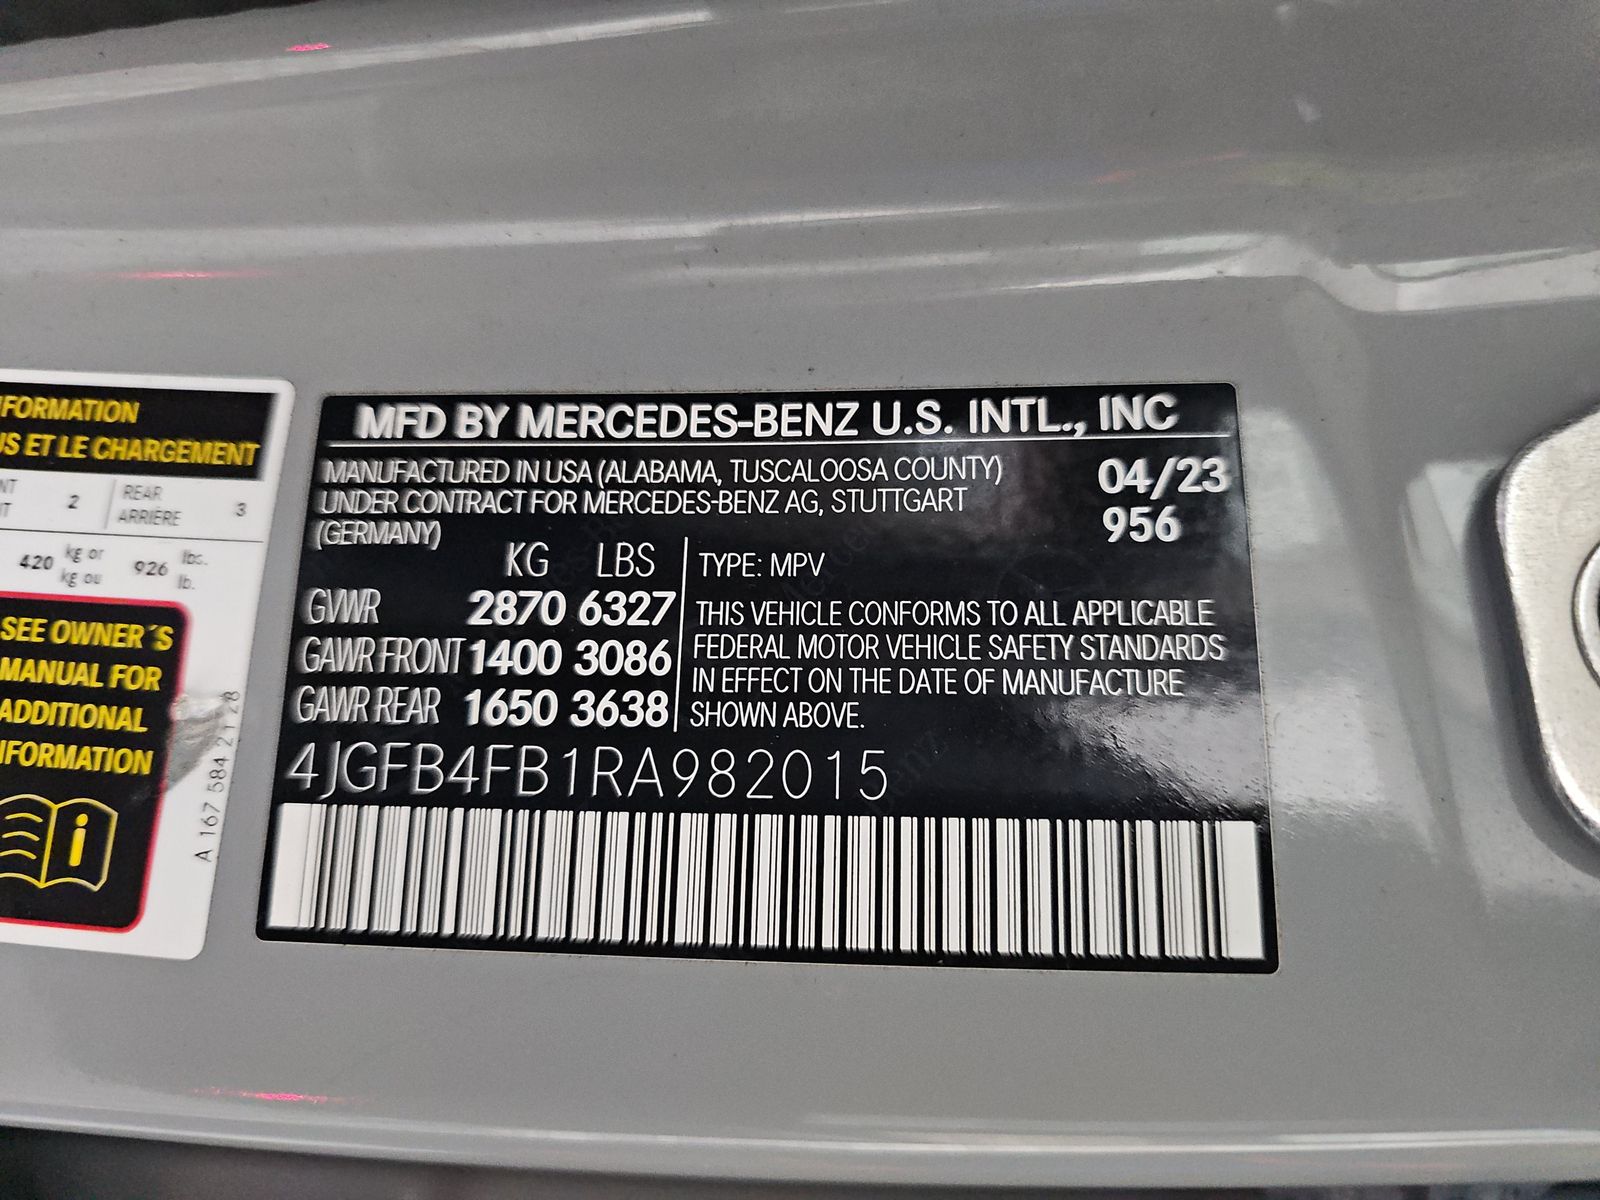 MFD BY MERCEDES-BENZ U.S. INTL., INC
MANUFACTURED IN USA (ALABAMA, TUSCALOOSA COUNTY)
UNDER CONTRACT FOR MERCEDES-BENZ AG, STUTTGART
(GERMANY)
04/23
956
KG LBS
GVWR 2870 6327
GAWR FRONT 1400 3086
GAWR REAR 1650 3638
TYPE: MPV
THIS VEHICLE CONFORMS TO ALL APPLICABLE
FEDERAL MOTOR VEHICLE SAFETY STANDARDS
IN EFFECT ON THE DATE OF MANUFACTURE
SHOWN ABOVE.
4JGFB4FB1RA982015
ET LE CHARGEMENT
2 REAR 3
ARRIÈRE
420 kg or 926 lbs.
kg ou lb.
SEE OWNER´S
MANUAL FOR
ADDITIONAL
A 167 584 21 28